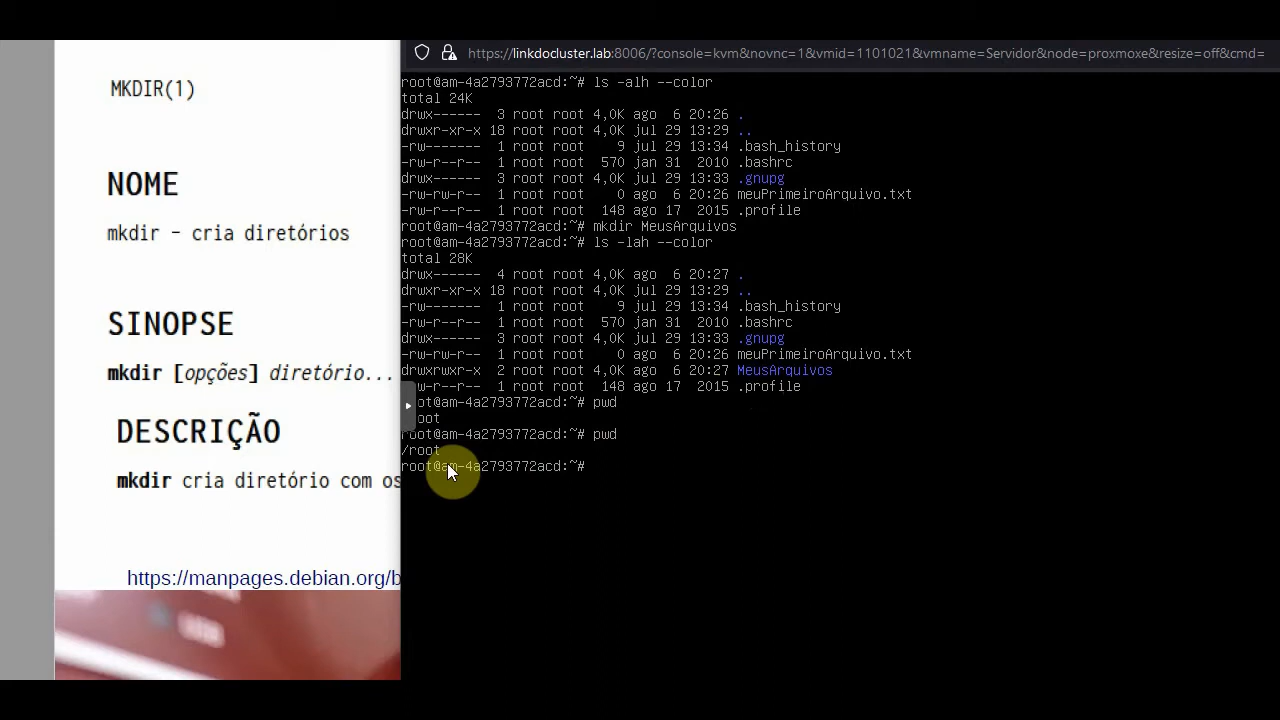 MKDIR(1)
NOME
mkdir - cria diretórios
SINOPSE
mkdir [opções] diretório...
DESCRIÇÃO
mkdir cria diretório com os
https://manpages.debian.org/b
https://linkdocluster.lab:8006/?console=kvm&novnc=1&vmid=1101021&vmname=Servidor&node=proxmoxe&resize=off&cmd=
root@am-4a2793772acd:~# ls -alh --color
total 24K
drwx------ 3 root root 4,0K ago 6 20:26 .
drwxr-xr-x 18 root root 4,0K jul 29 13:29 ..
-rw------- 1 root root 9 jul 29 13:34 .bash_history
-rw-r--r-- 1 root root 570 jan 31 2010 .bashrc
drwx------ 3 root root 4,0K jul 29 13:33 .gnupg
-rw-rw-r-- 1 root root 0 ago 6 20:26 meuPrimeiroArquivo.txt
-rw-r--r-- 1 root root 148 ago 17 2015 .profile
root@am-4a2793772acd:~# mkdir MeusArquivos
root@am-4a2793772acd:~# ls -lah --color
total 28K
drwx------ 4 root root 4,0K ago 6 20:27 .
drwxr-xr-x 18 root root 4,0K jul 29 13:29 ..
-rw------- 1 root root 9 jul 29 13:34 .bash_history
-rw-r--r-- 1 root root 570 jan 31 2010 .bashrc
drwx------ 3 root root 4,0K jul 29 13:33 .gnupg
-rw-rw-r-- 1 root root 0 ago 6 20:26 meuPrimeiroArquivo.txt
drwxrwxr-x 2 root root 4,0K ago 6 20:27 MeusArquivos
w-r--r-- 1 root root 148 ago 17 2015 .profile
oot@am-4a2793772acd:~# pwd
oot
root@am-4a2793772acd:~# pwd
/root
root@am-4a2793772acd:~#